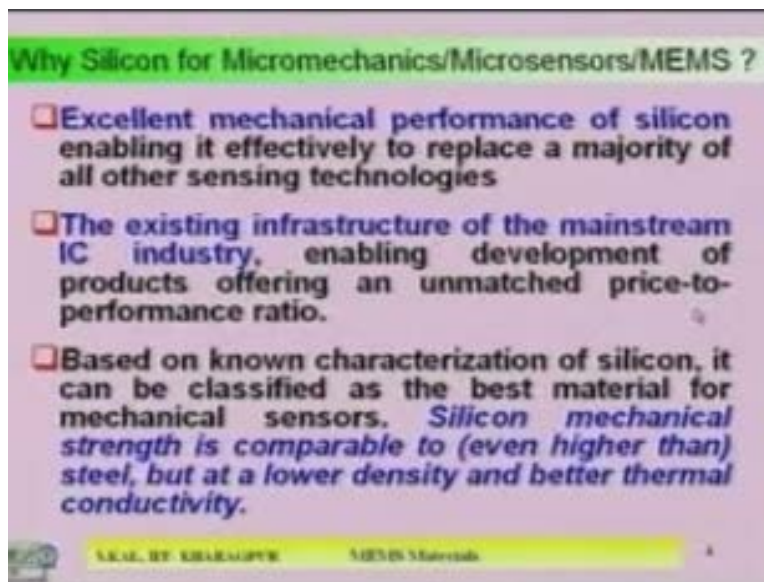 Why Silicon for Micromechanics/Microsensors/MEMS ?
Excellent mechanical performance of silicon
enabling it effectively to replace a majority of
all other sensing technologies
The existing infrastructure of the mainstream
IC industry, enabling development of
products offering an unmatched price-to-
performance ratio.
Based on known characterization of silicon, it
can be classified as the best material for
mechanical sensors. Silicon mechanical
strength is comparable to (even higher than)
steel, but at a lower density and better thermal
conductivity.
KHARAGPUR MEMS Materials